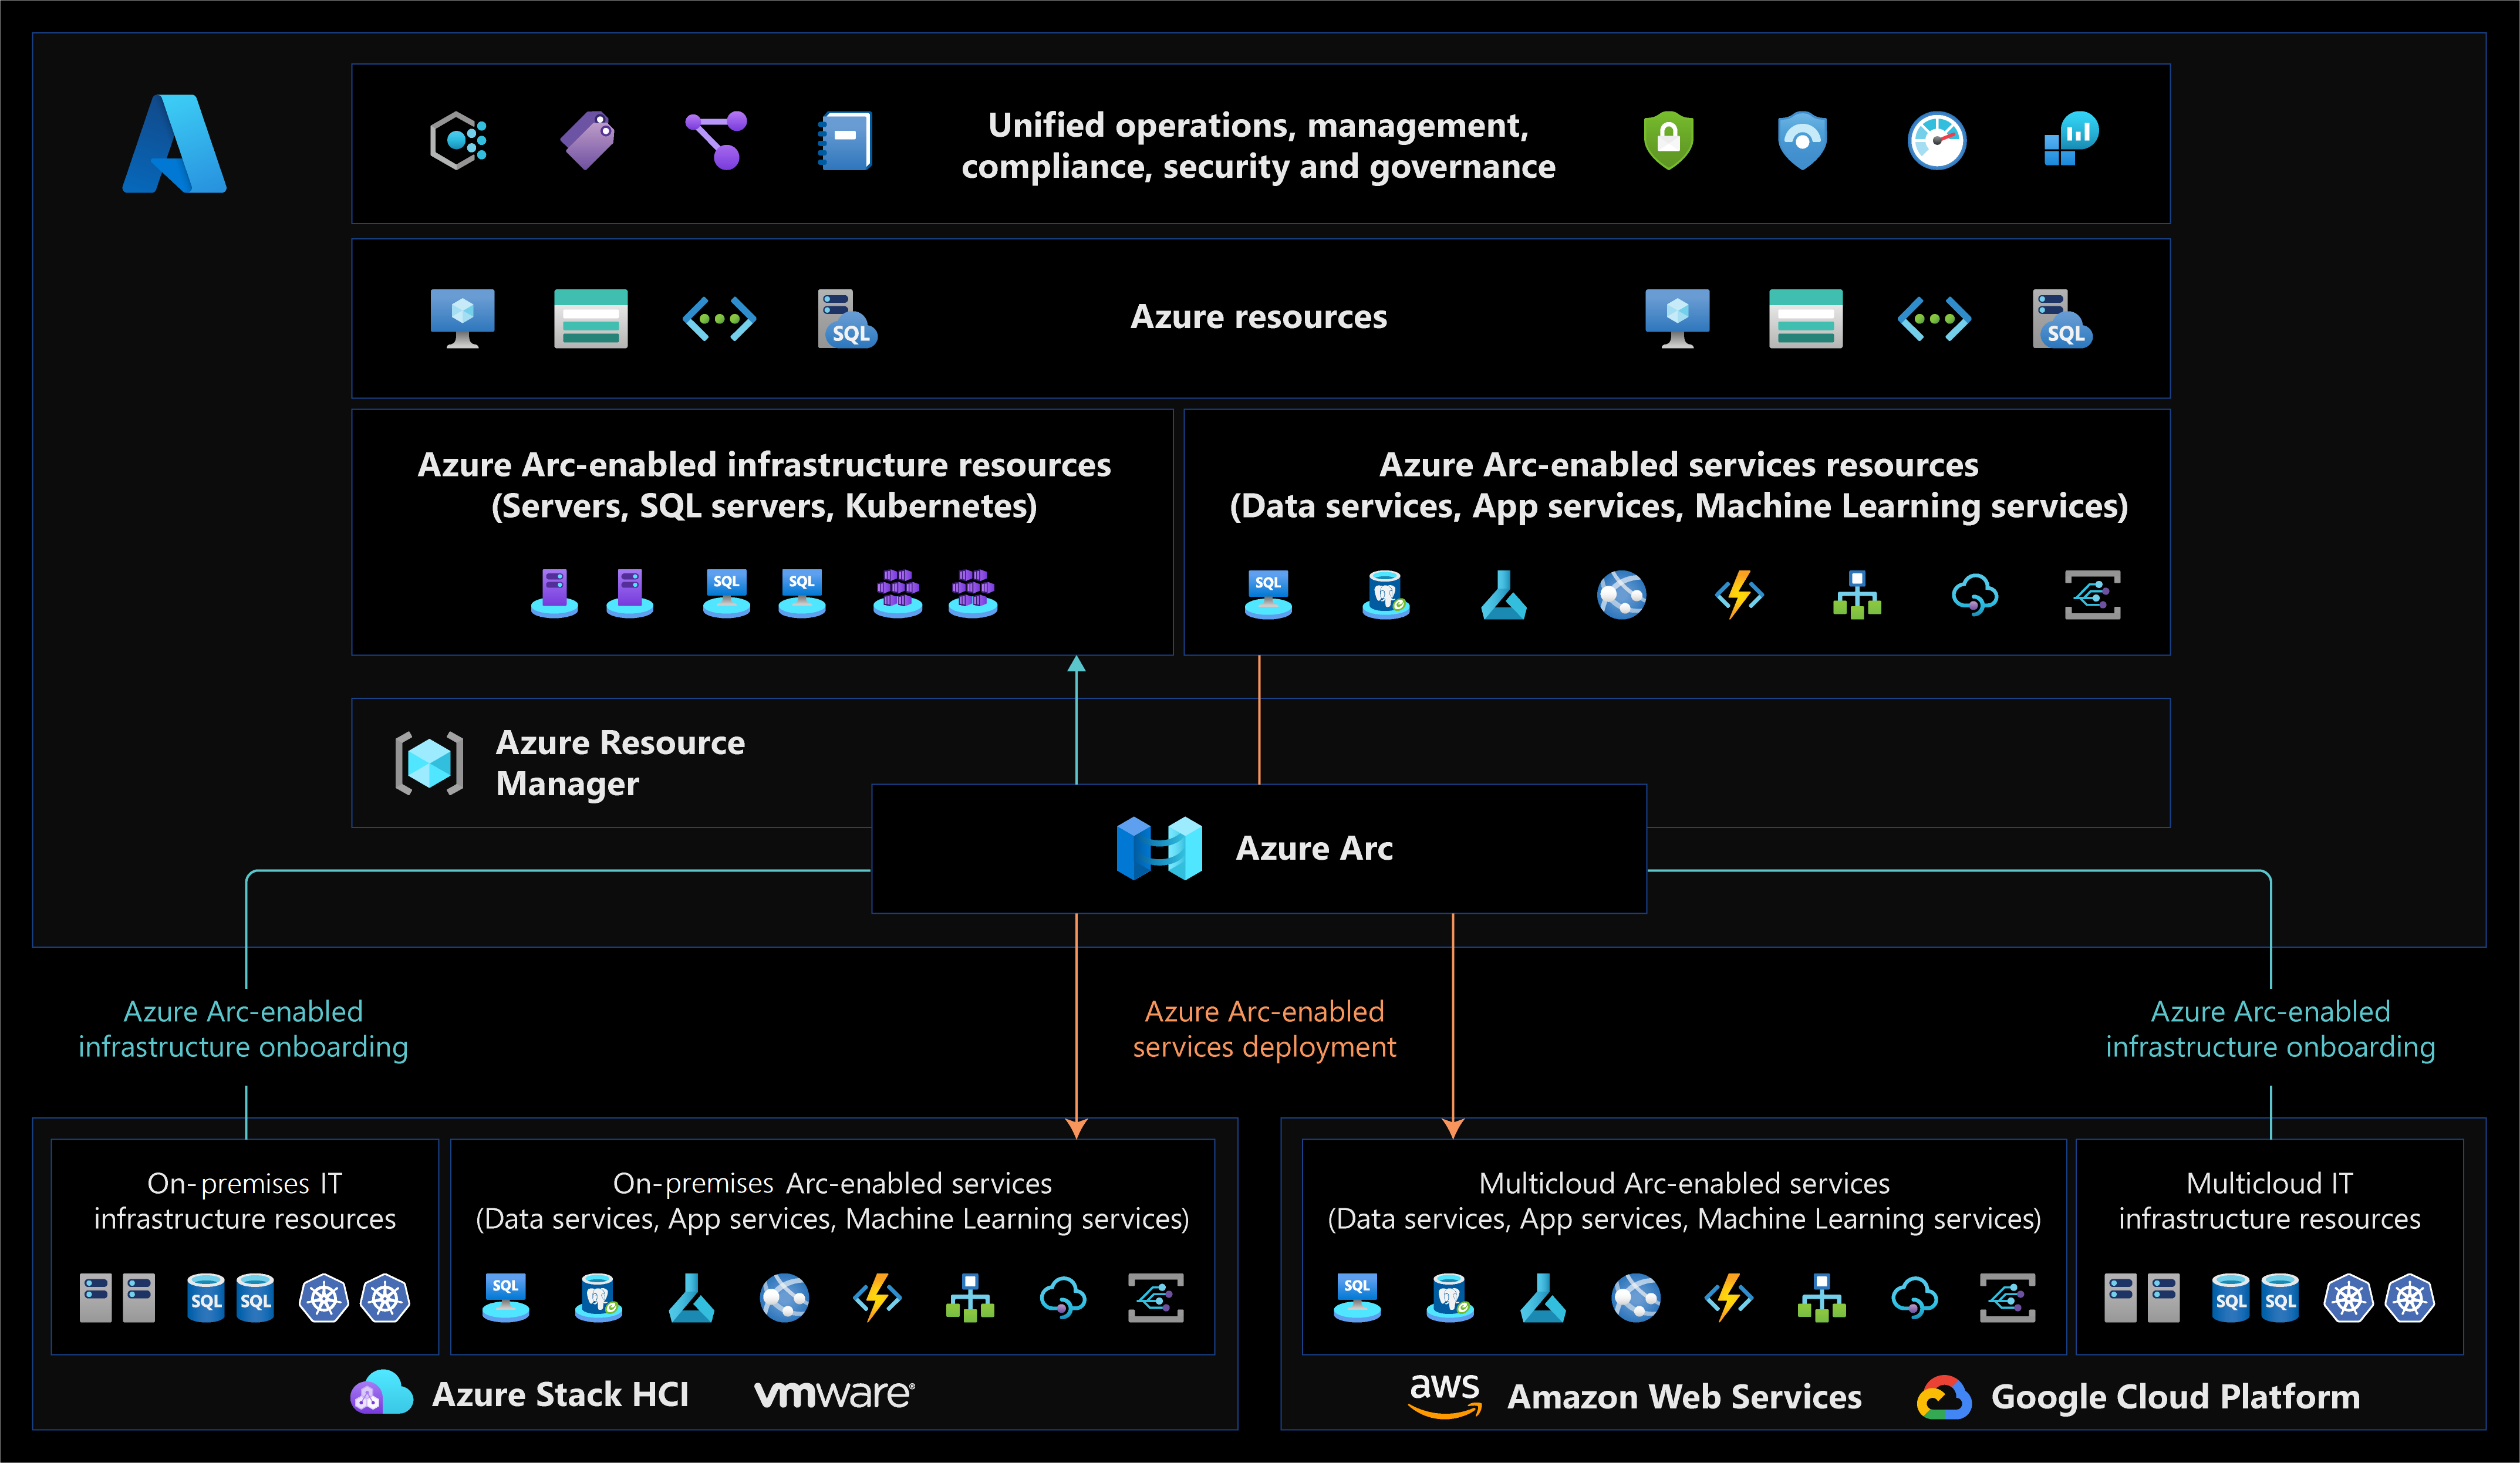 Unified operations, management,
compliance, security and governance
Azure resources
SQL
SQL
Azure Arc-enabled infrastructure resources
(Servers, SQL servers, Kubernetes)
SQL
SQL
Azure Arc-enabled services resources
(Data services, App services, Machine Learning services)
SQL
Azure Resource
Manager
Azure Arc
Azure Arc-enabled
infrastructure onboarding
Azure Arc-enabled
services deployment
Azure Arc-enabled
infrastructure onboarding
On-premises IT
infrastructure resources
SQL
SQL
On-premises Arc-enabled services
(Data services, App services, Machine Learning services)
SQL
Multicloud Arc-enabled services
(Data services, App services, Machine Learning services)
SQL
Multicloud IT
infrastructure resources
SQL
SQL
Azure Stack HCI
vmware®
aws
Amazon Web Services
Google Cloud Platform